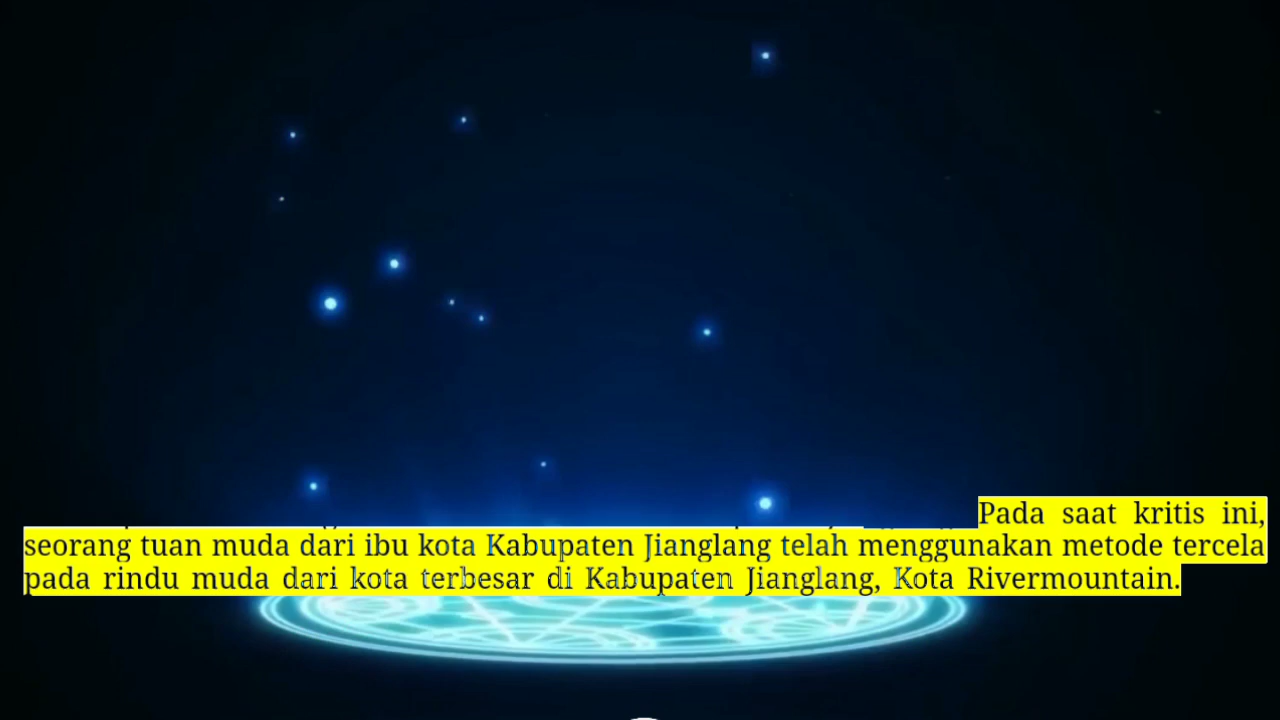 Pada saat kritis ini,
seorang tuan muda dari ibu kota Kabupaten Jianglang telah menggunakan metode tercela
pada rindu muda dari kota terbesar di Kabupaten Jianglang, Kota Rivermountain.